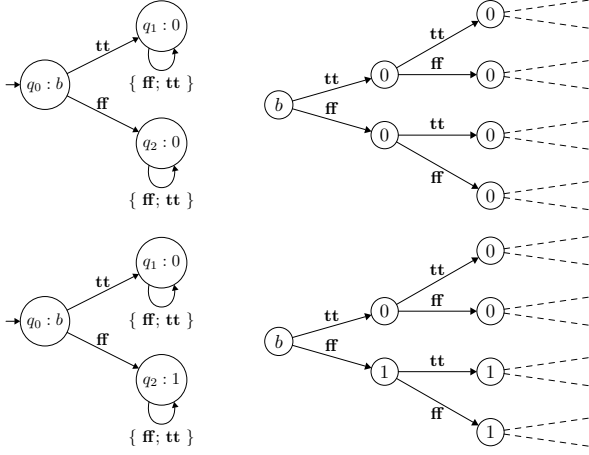 q₁ : 0
tt
{ ff; tt }
q₀ : b
ff
q₂ : 0
{ ff; tt }
0
tt
0
ff
0
tt
b
ff
0
tt
0
ff
0
q₁ : 0
tt
{ ff; tt }
q₀ : b
ff
q₂ : 1
{ ff; tt }
0
tt
0
ff
0
tt
b
ff
1
tt
1
ff
1